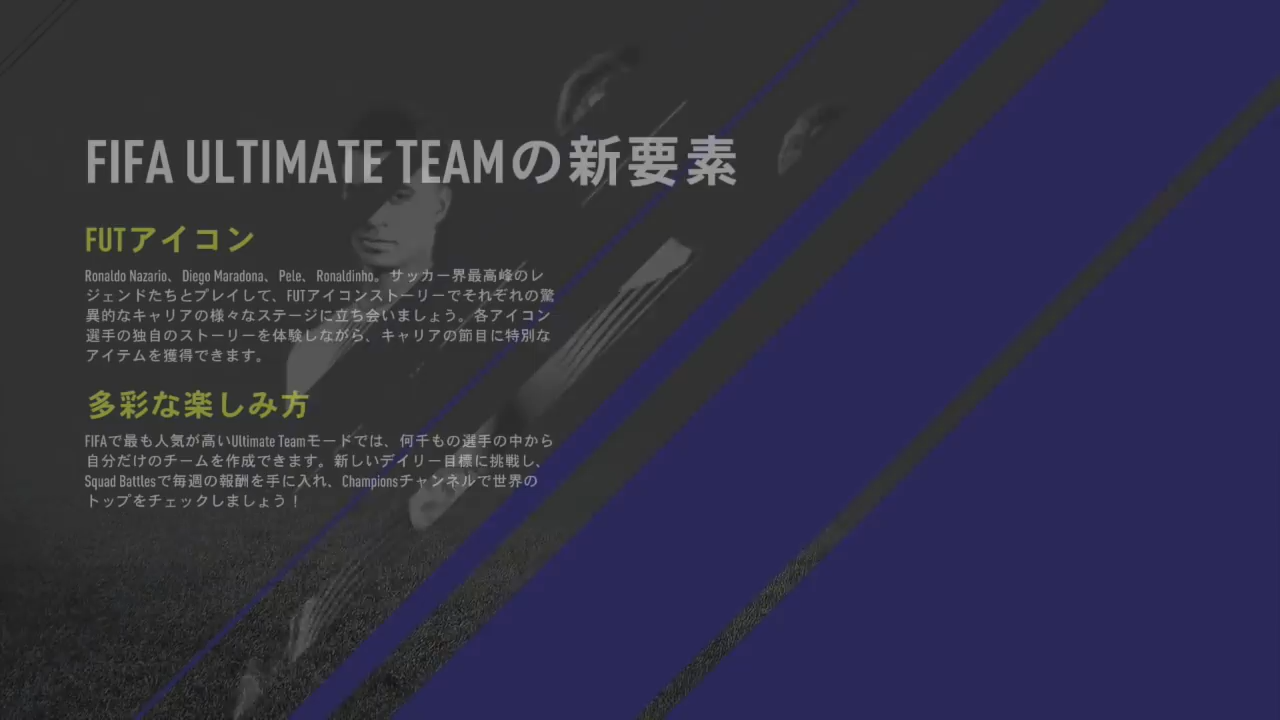 FIFA ULTIMATE TEAMの新要素
FUTアイコン
Ronaldo Nazario、Diego Maradona、Pele、Ronaldinho。 サッカー界最高峰のレ
ジェンドたちとプレイして、FUTアイコンストーリーでそれぞれの驚
異的なキャリアの様々なステージに立ち会いましょう。各アイコン
選手の独自のストーリーを体験しながら、キャリアの節目に特別な
アイテムを獲得できます。
多彩な楽しみ方
FIFAで最も人気が高いUltimate Teamモードでは、何千もの選手の中から
自分だけのチームを作成できます。新しいデイリー目標に挑戦し、
Squad Battlesで毎週の報酬を手に入れ、Championsチャンネルで世界の
トップをチェックしましょう！